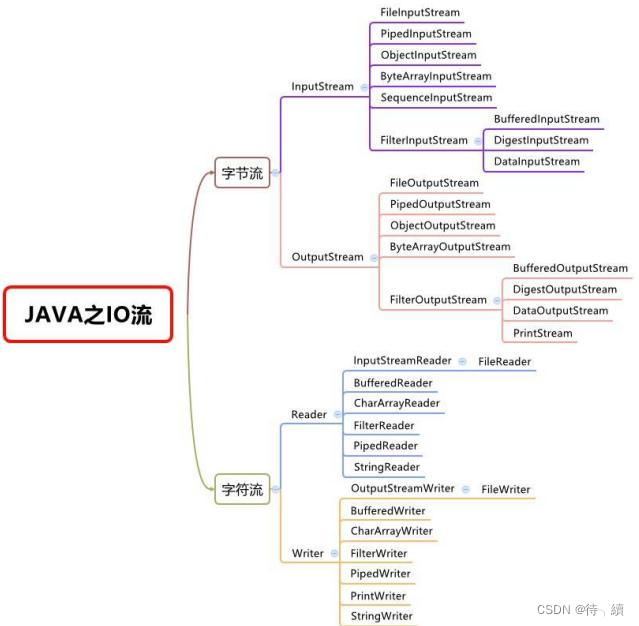 JAVA之IO流
字节流
InputStream
FileInputStream
PipedInputStream
ObjectInputStream
ByteArrayInputStream
SequenceInputStream
FilterInputStream
BufferedInputStream
DigestInputStream
DataInputStream
OutputStream
FileOutputStream
PipedOutputStream
ObjectOutputStream
ByteArrayOutputStream
FilterOutputStream
BufferedOutputStream
DigestOutputStream
DataOutputStream
PrintStream
字符流
Reader
InputStreamReader
FileReader
BufferedReader
CharArrayReader
FilterReader
PipedReader
StringReader
Writer
OutputStreamWriter
FileWriter
BufferedWriter
CharArrayWriter
FilterWriter
PipedWriter
PrintWriter
StringWriter
CSDN @待╮續